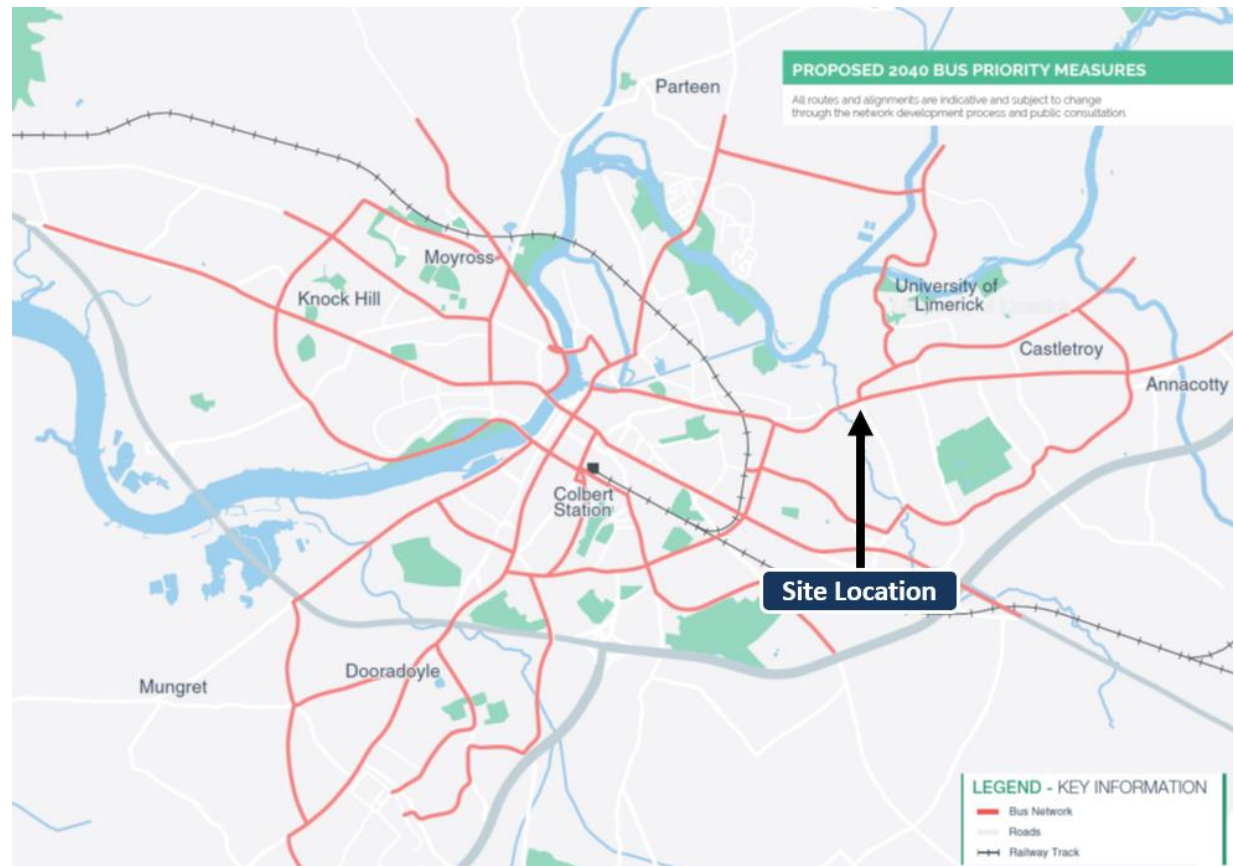 PROPOSED 2040 BUS PRIORITY MEASURES
All routes and alignments are indicative and subject to change
through the network development process and public consultation.
Parteen
Moyross
Knock Hill
University of
Limerick
Castletroy
Annacotty
Colbert
Station
Site Location
Dooradoyle
Mungret
LEGEND - KEY INFORMATION
Bus Network
Roads
Railway Track